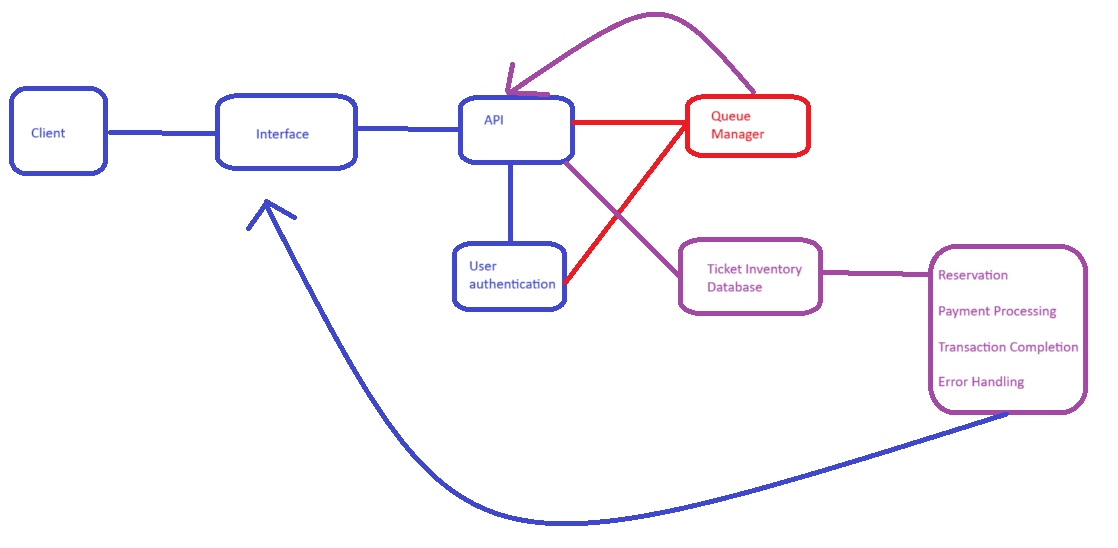 Client
Interface
API
Queue
Manager
User
authentication
Ticket Inventory
Database
Reservation
Payment Processing
Transaction Completion
Error Handling